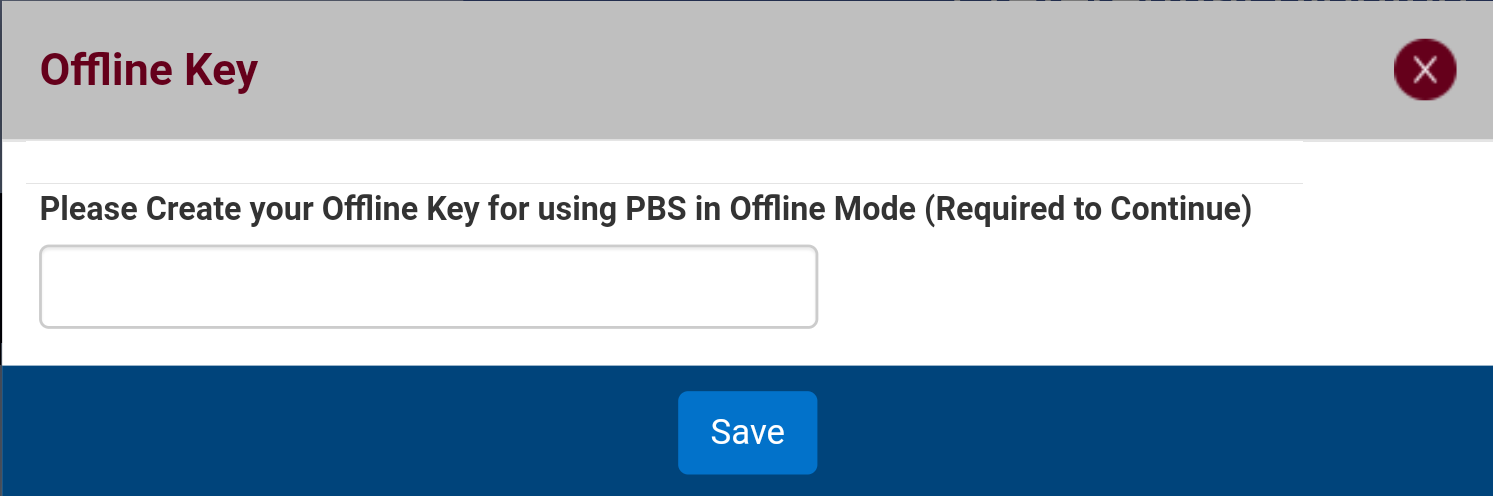 Offline Key
Please Create your Offline Key for using PBS in Offline Mode (Required to Continue)
Save